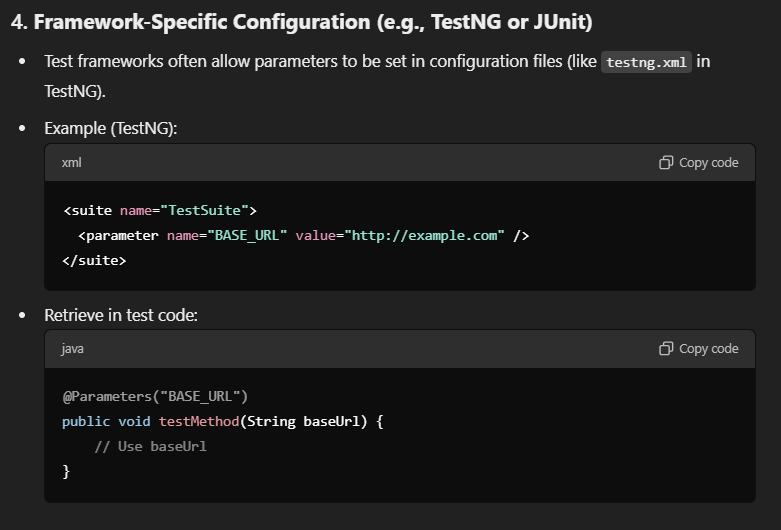 4. Framework-Specific Configuration (e.g., TestNG or JUnit)
• Test frameworks often allow parameters to be set in configuration files (like testng.xml in
TestNG).
• Example (TestNG):
xml
Copy code
<suite name="TestSuite">
  <parameter name="BASE_URL" value="http://example.com" />
</suite>
• Retrieve in test code:
java
Copy code
@Parameters("BASE_URL")
public void testMethod(String baseUrl) {
    // Use baseUrl
}